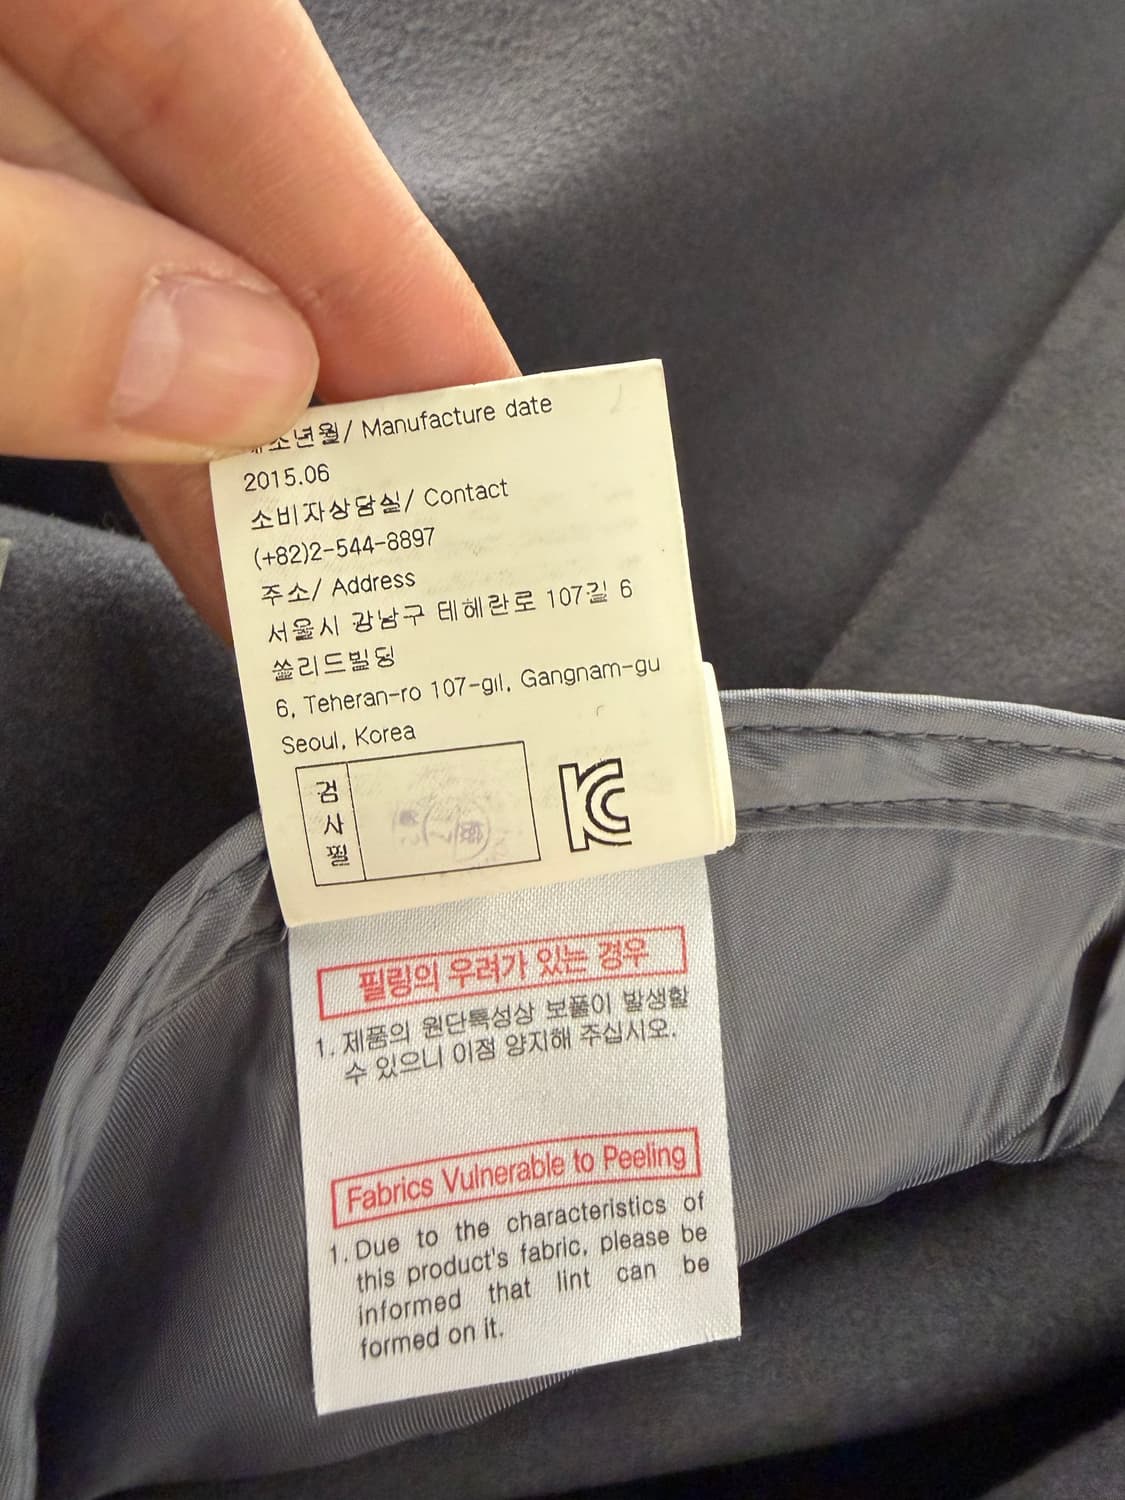 소년월/ Manufacture date
2015.06
소비자상담실/ Contact
(+82)2-544-8897
주소/ Address
서울시 강남구 테헤란로 107길 6
쏠리드빌딩
6, Teheran-ro 107-gil, Gangnam-gu
Seoul, Korea
검
사
필
필링의 우려가 있는 경우
1. 제품의 원단특성상 보풀이 발생할
수 있으니 이점 양지해 주십시오.
Fabrics Vulnerable to Peeling
1. Due to the characteristics of
this product's fabric, please be
informed that lint can be
formed on it.